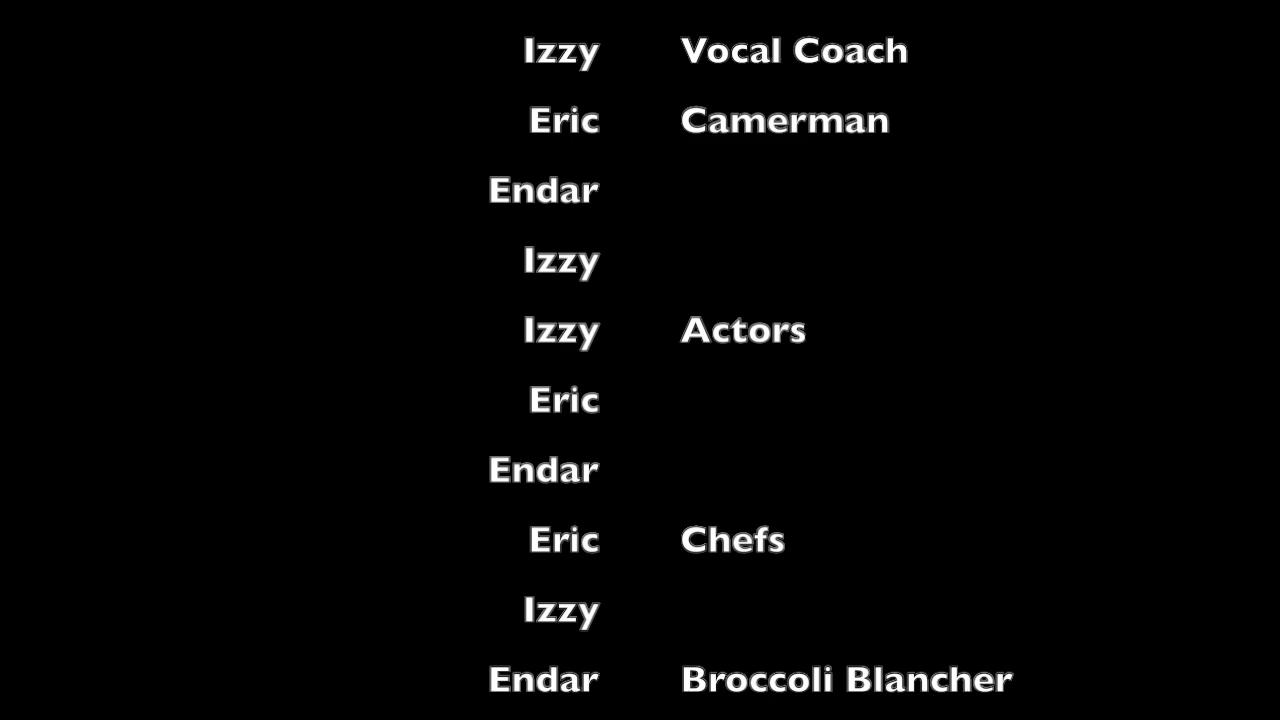 Izzy Vocal Coach
Eric Camerman
Endar
Izzy
Izzy Actors
Eric
Endar
Eric Chefs
Izzy
Endar Broccoli Blancher